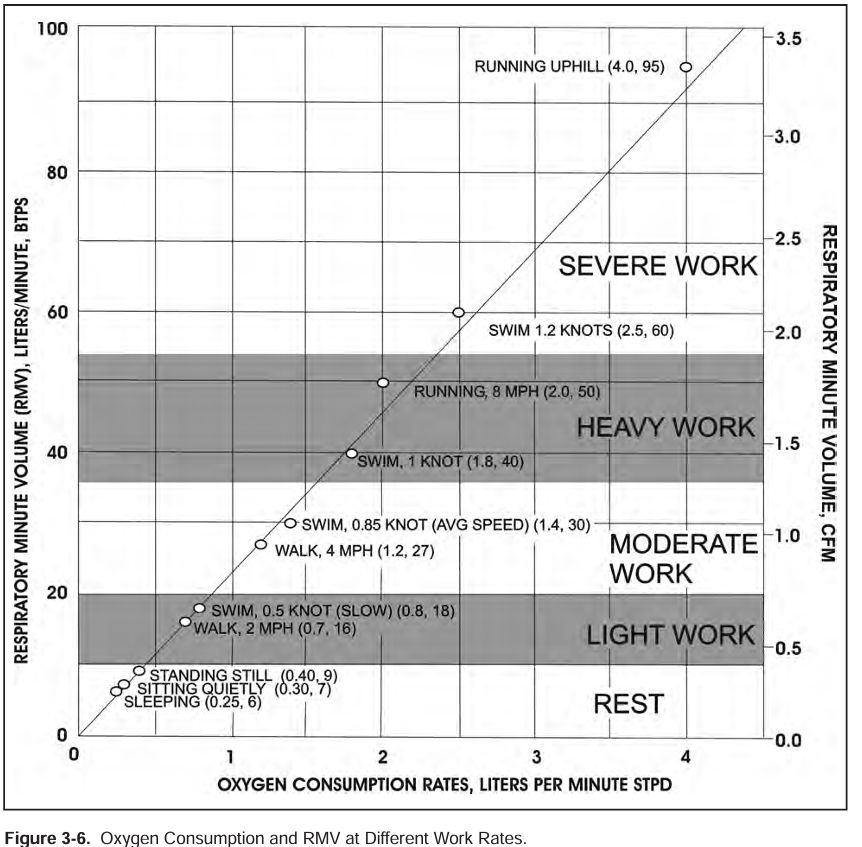 100
80
60
40
20
0
RESPIRATORY MINUTE VOLUME (RMV), LITERS/MINUTE, BTPS
RUNNING UPHILL (4.0, 95)
SEVERE WORK
SWIM 1.2 KNOTS (2.5, 60)
RUNNING, 8 MPH (2.0, 50)
HEAVY WORK
SWIM, 1 KNOT (1.8, 40)
SWIM, 0.85 KNOT (AVG SPEED) (1.4, 30)
WALK, 4 MPH (1.2, 27)
MODERATE
WORK
SWIM, 0.5 KNOT (SLOW) (0.8, 18)
WALK, 2 MPH (0.7, 16)
LIGHT WORK
STANDING STILL (0.40, 9)
SITTING QUIETLY (0.30, 7)
SLEEPING (0.25, 6)
REST
3.5
3.0
2.5
2.0
1.5
1.0
0.5
0.0
RESPIRATORY MINUTE VOLUME, CFM
0 1 2 3 4
OXYGEN CONSUMPTION RATES, LITERS PER MINUTE STPD
Figure 3-6. Oxygen Consumption and RMV at Different Work Rates.